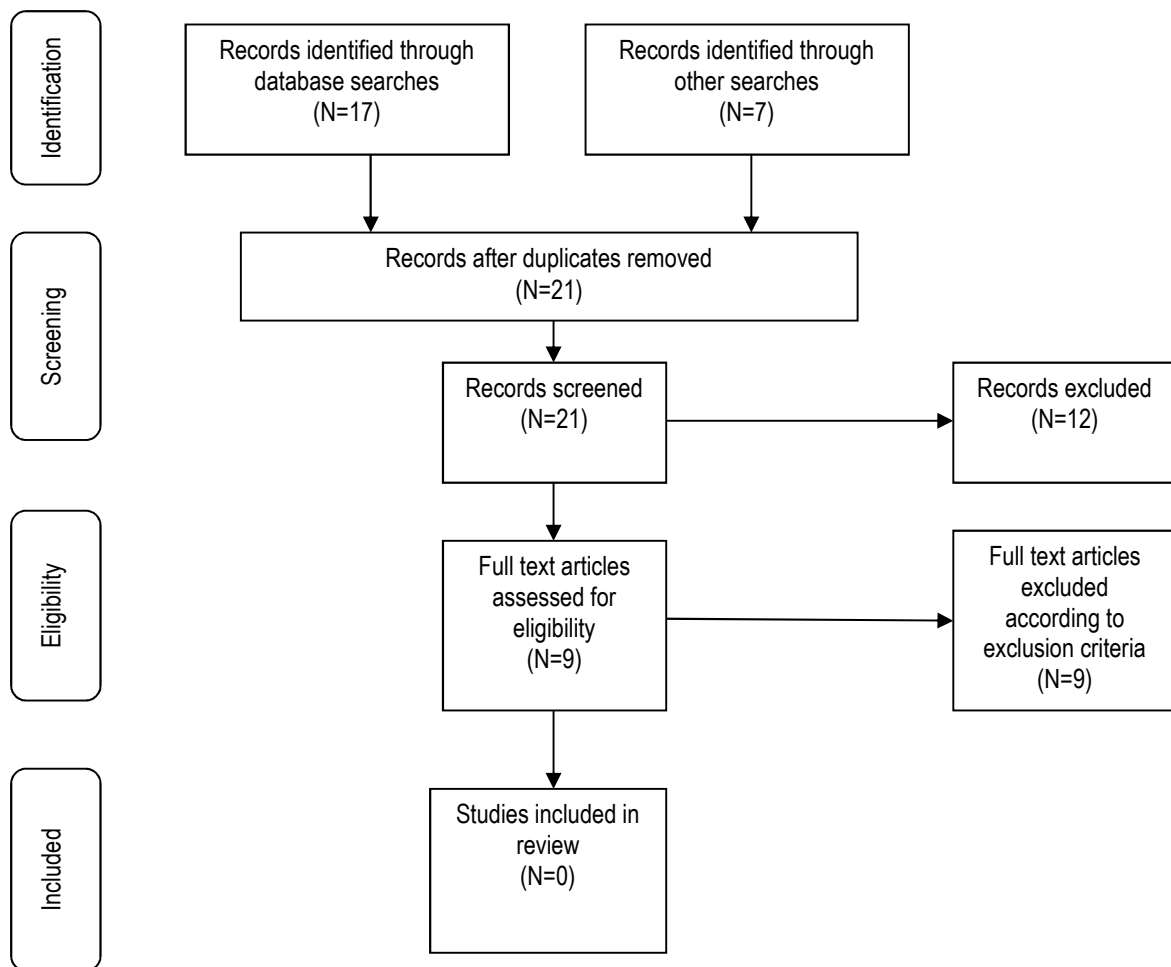 Identification
Records identified through
database searches
(N=17)
Records identified through
other searches
(N=7)
Screening
Records after duplicates removed
(N=21)
Records screened
(N=21)
Records excluded
(N=12)
Eligibility
Full text articles
assessed for
eligibility
(N=9)
Full text articles
excluded
according to
exclusion criteria
(N=9)
Included
Studies included in
review
(N=0)